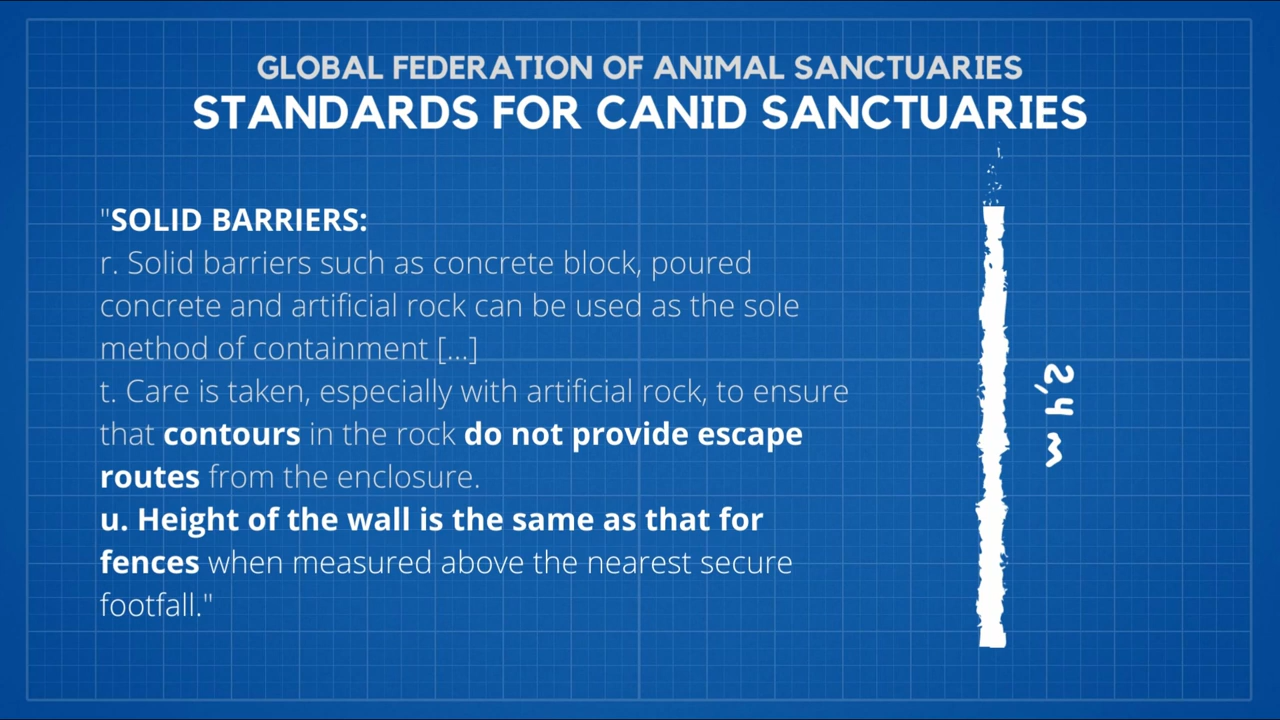 GLOBAL FEDERATION OF ANIMAL SANCTUARIES
STANDARDS FOR CANID SANCTUARIES
"SOLID BARRIERS:
r. Solid barriers such as concrete block, poured
concrete and artificial rock can be used as the sole
method of containment [...]
t. Care is taken, especially with artificial rock, to ensure
that contours in the rock do not provide escape
routes from the enclosure.
u. Height of the wall is the same as that for
fences when measured above the nearest secure
footfall."
2,4 m